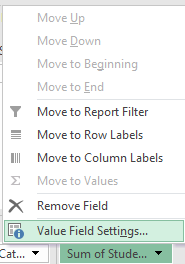 Move Up
Move Down
Move to Beginning
Move to End
Move to Report Filter
Move to Row Labels
Move to Column Labels
Move to Values
Remove Field
Value Field Settings...
Cat...
Sum of Stude...